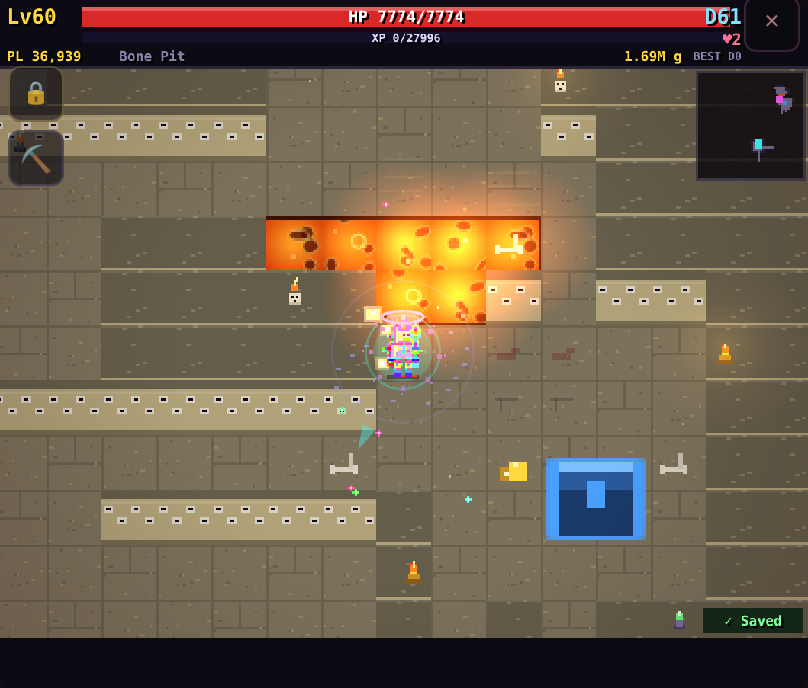 Lv60
HP 7774/7774
D61
×
XP 0/27996
♥2
PL 36,939
Bone Pit
1.69M g
BEST D0
✓ Saved